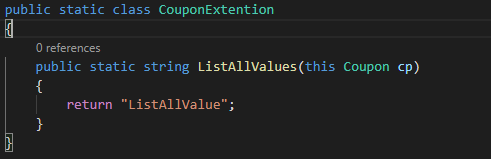 public static class CouponExtention
{
0 references
public static string ListAllValues(this Coupon cp)
{
return "ListAllValue";
}
}